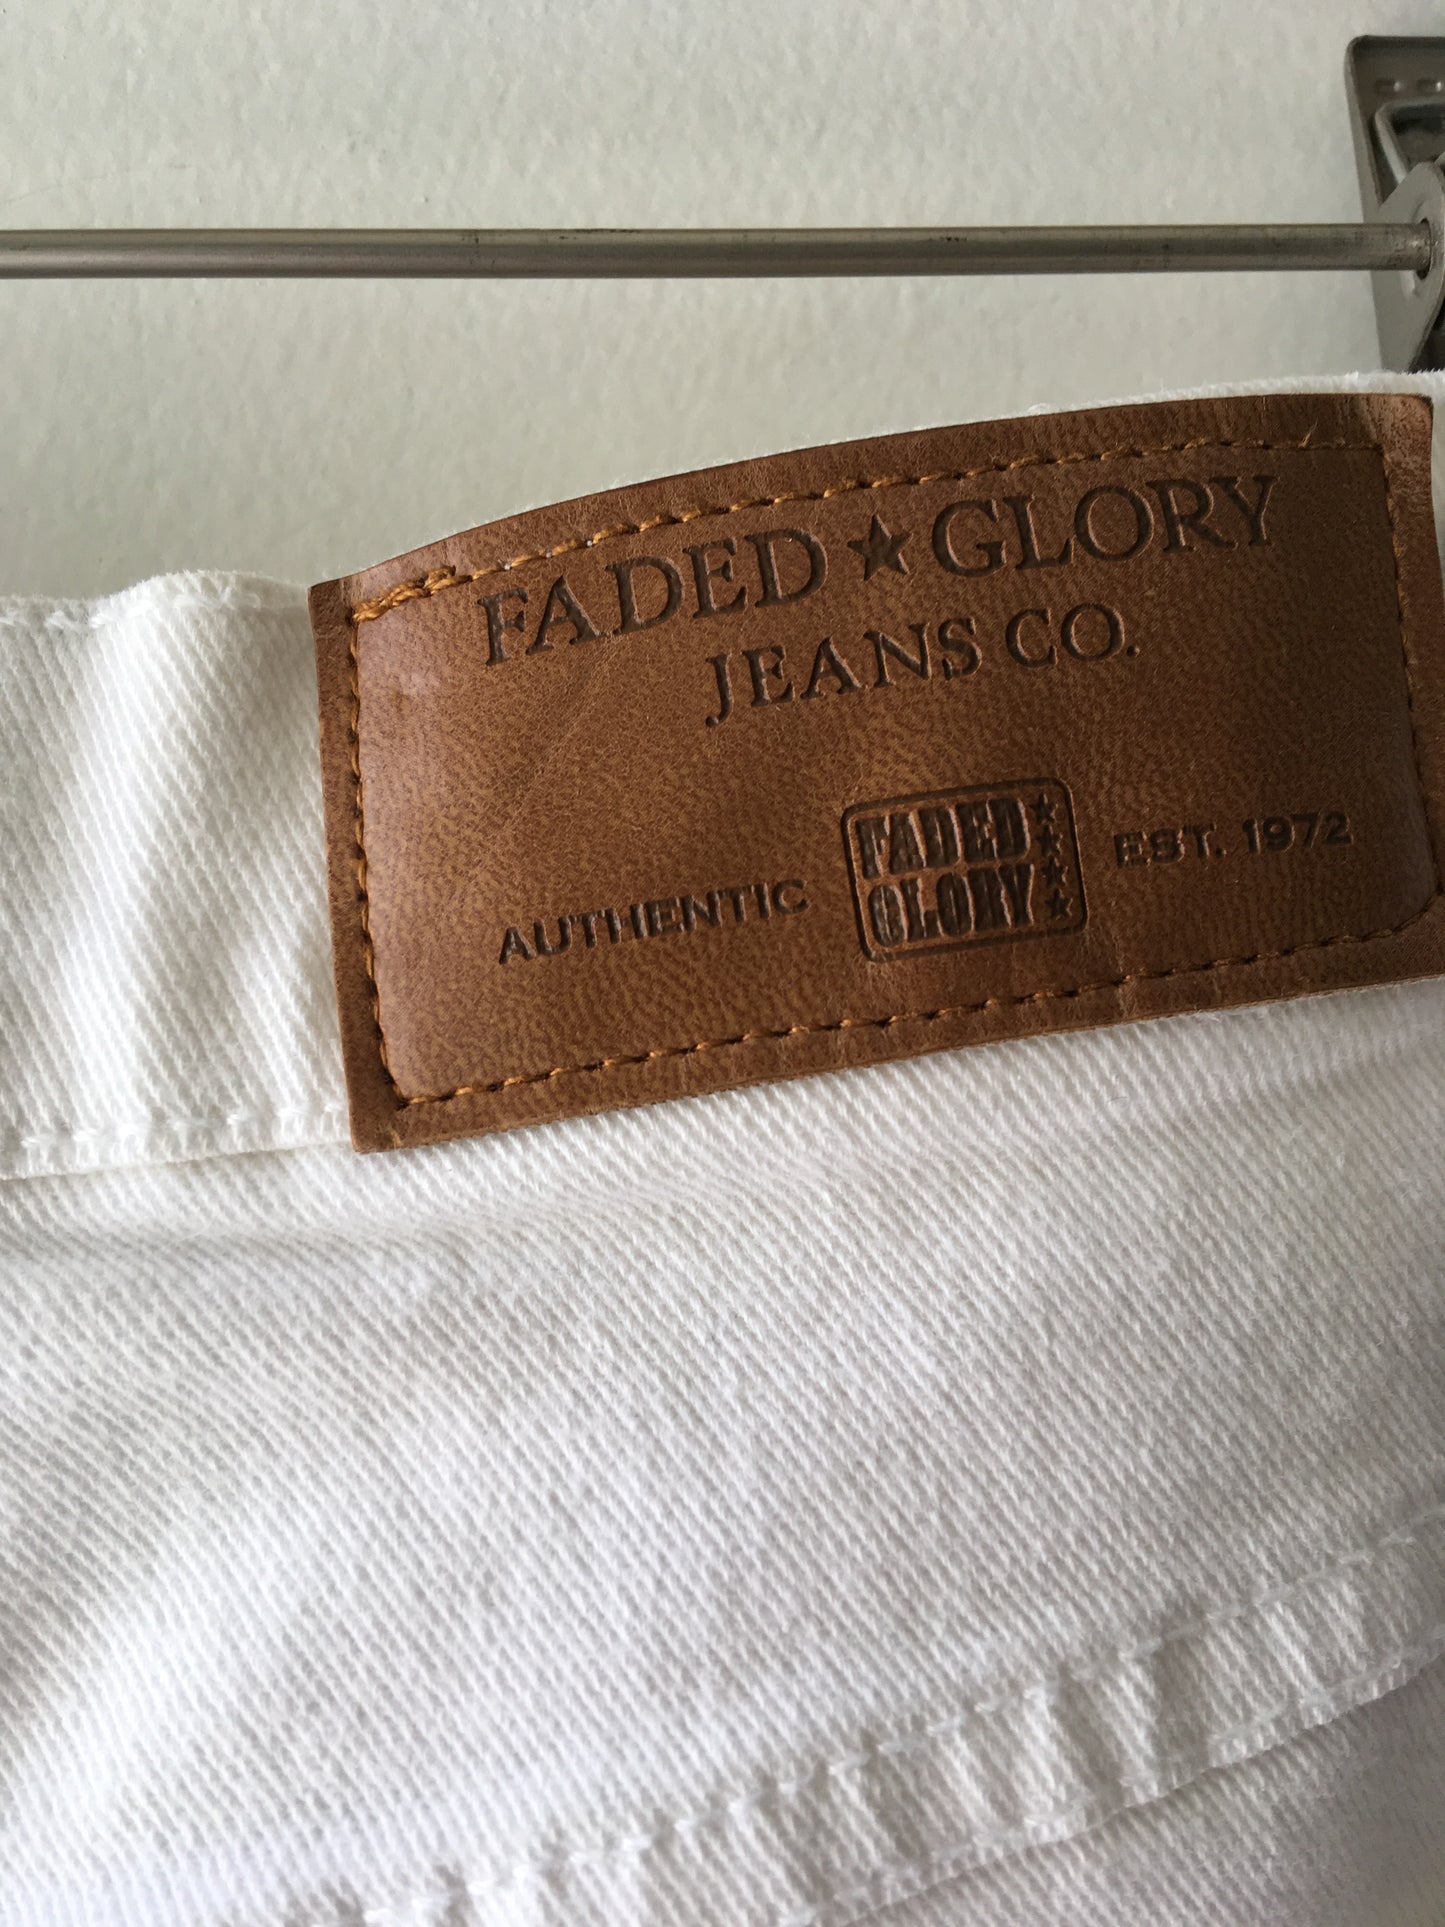 FADED★GLORY
JEANS CO.
AUTHENTIC
FADED
GLORY
EST. 1972